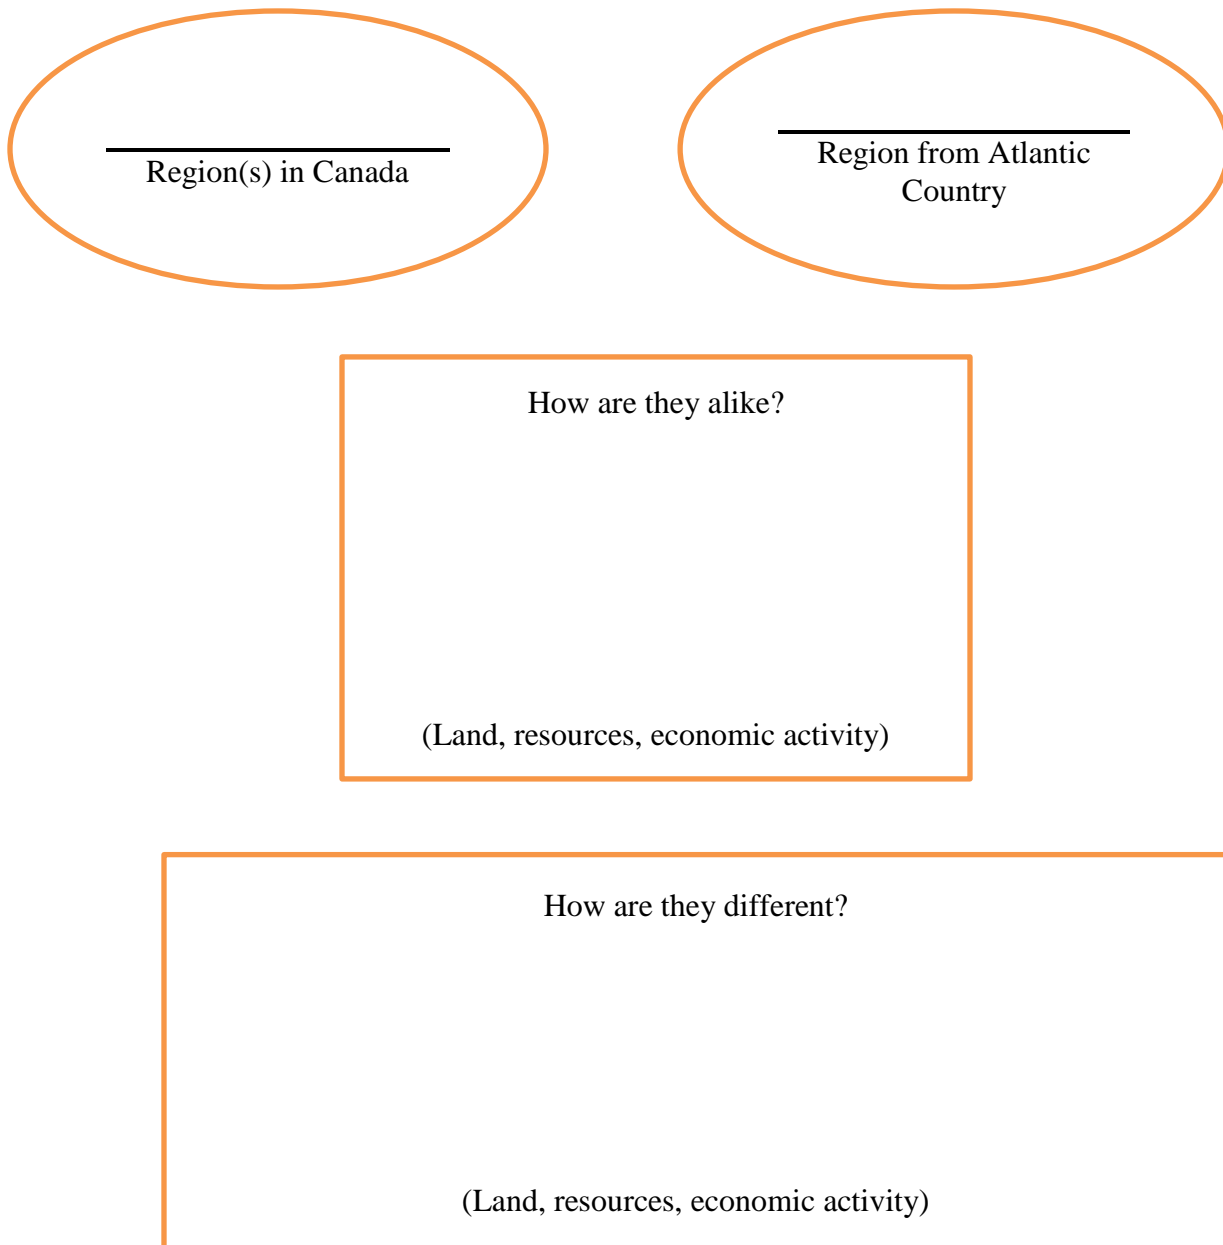 Region(s) in Canada
Region from Atlantic
Country
How are they alike?
(Land, resources, economic activity)
How are they different?
(Land, resources, economic activity)